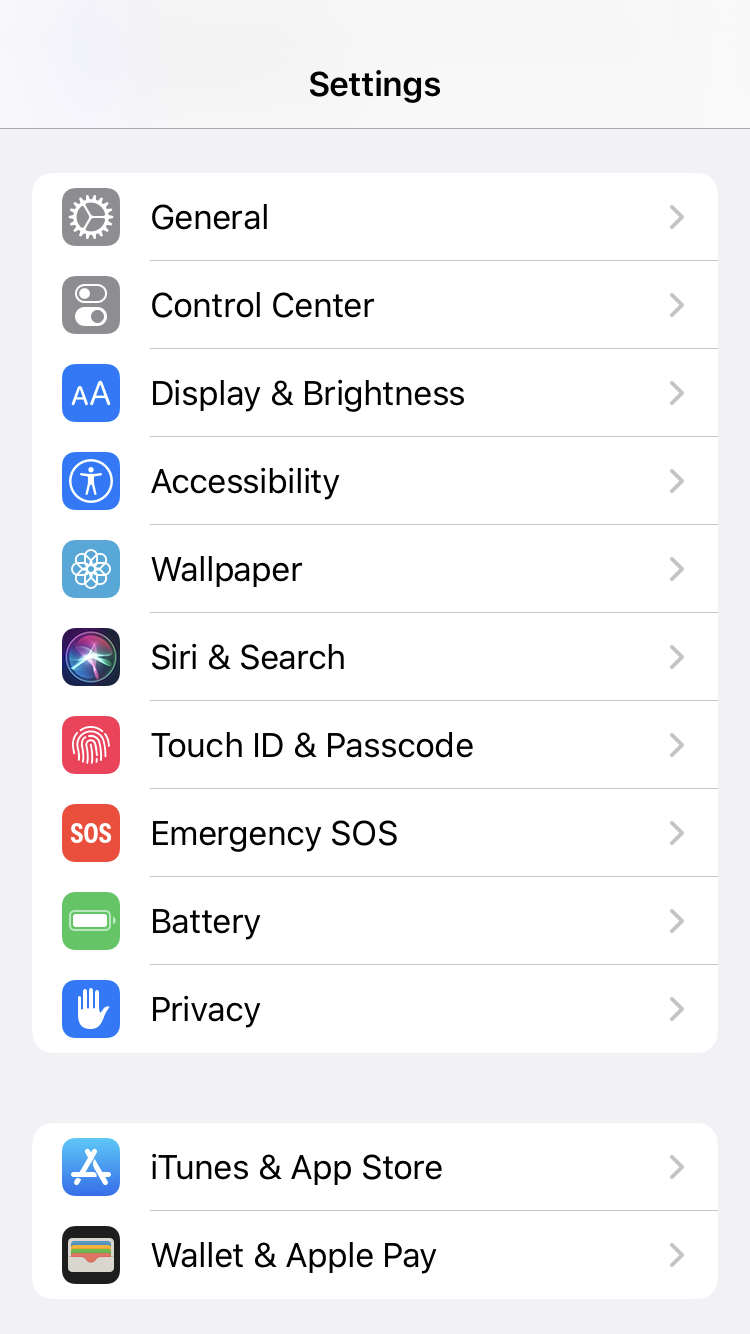 Settings
General
Control Center
AA Display & Brightness
Accessibility
Wallpaper
Siri & Search
Touch ID & Passcode
SOS Emergency SOS
Battery
Privacy
iTunes & App Store
Wallet & Apple Pay